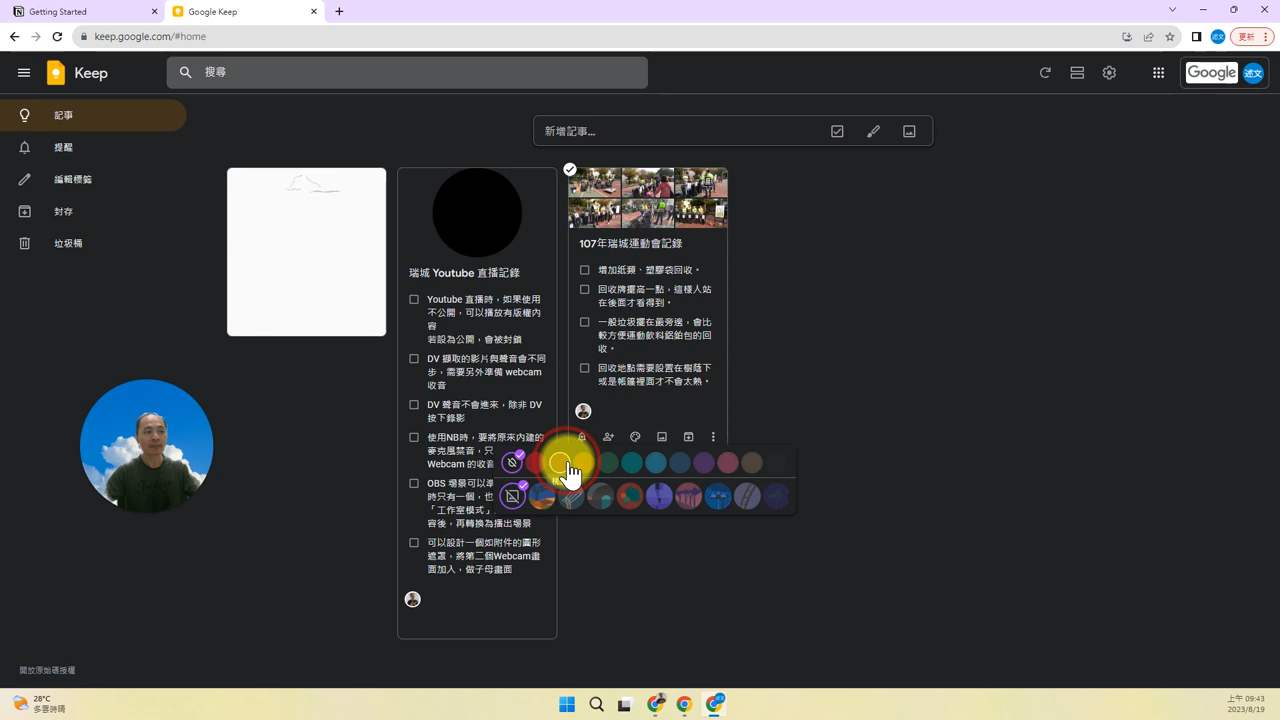 Getting Started
Google Keep
keep.google.com/#home
述文
更新
Keep
搜尋
Google
述文
記事
提醒
編輯標籤
封存
垃圾桶
新增記事...
瑞城 Youtube 直播記錄
Youtube 直播時，如果使用
不公開，可以播放有版權內
容
若設為公開，會被封鎖
DV 擷取的影片與聲音會不同
步，需要另外準備 webcam
收音
DV 聲音不會進來，除非 DV
按下錄影
使用NB時，要將原來內建的
麥克風禁音，只
Webcam 的收音
OBS 場景可以準
時只有一個，也
「工作室模式」
容後，再轉換為播出場景
可以設計一個如附件的圓形
遮罩，將第二個Webcam畫
面加入，做子母畫面
107年瑞城運動會記錄
增加紙類、塑膠袋回收。
回收牌擺高一點，這樣人站
在後面才看得到。
一般垃圾擺在最旁邊，會比
較方便運動飲料鋁鉑包的回
收。
回收地點需要設置在樹蔭下
或是帳篷裡面才不會太熱。
開放原始碼授權
28°C
多雲時晴
上午 09:43
2023/8/19